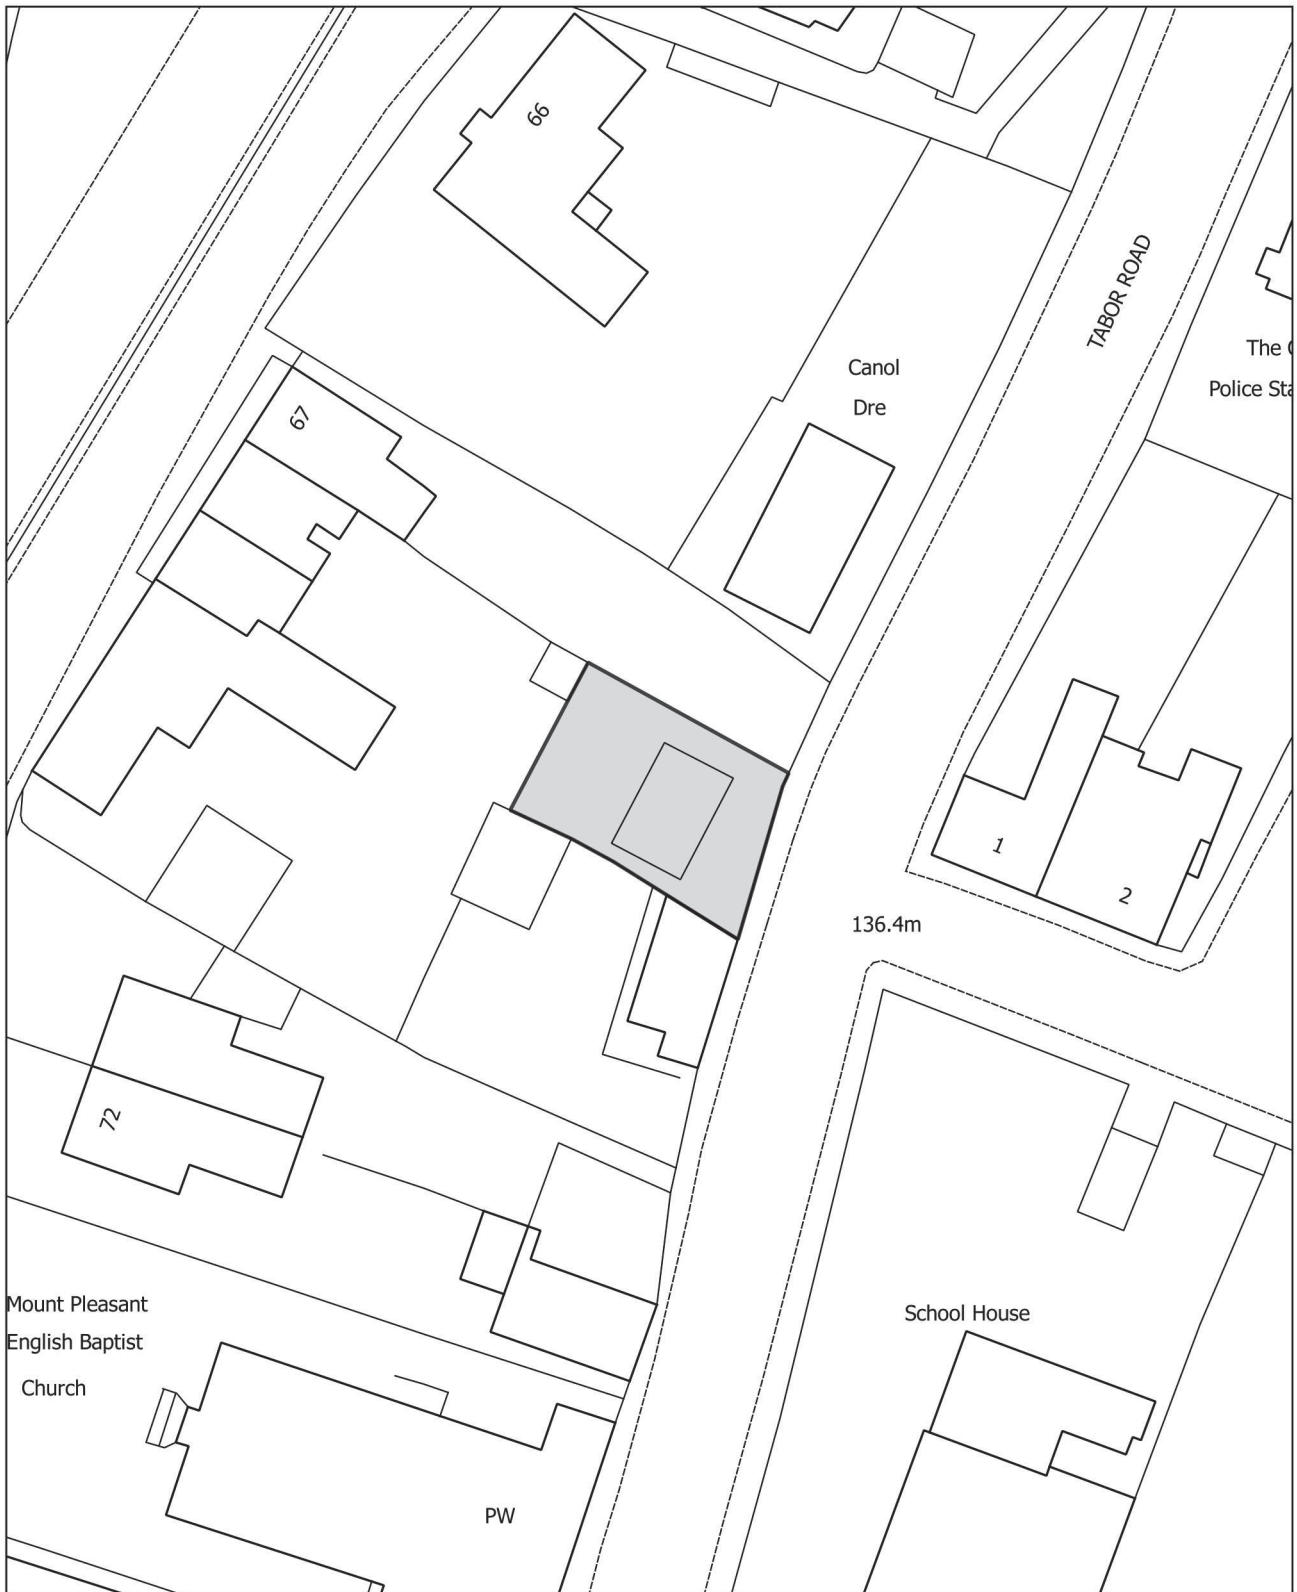 66
TABOR ROAD
The
Canol
Dre
Police
67
1
2
136.4m
72
Mount Pleasant
English Baptist
Church
School House
PW